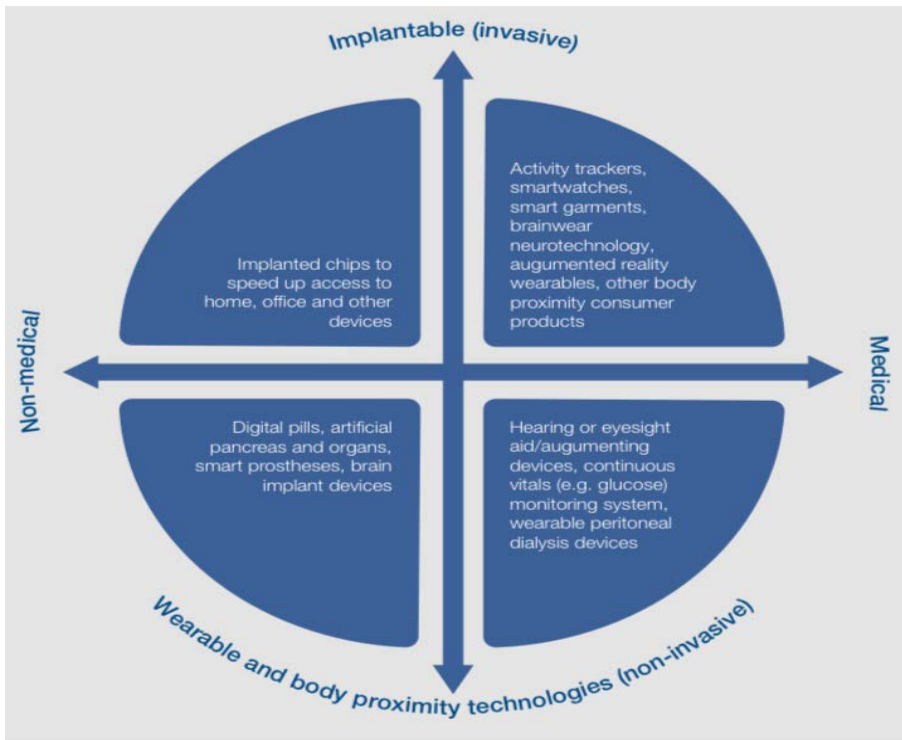 Implantable (invasive)
Activity trackers,
smartwatches,
smart garments,
brainwear
neurotechnology,
augumented reality
wearables, other body
proximity consumer
products
Implanted chips to
speed up access to
home, office and other
devices
Non-medical
Medical
Digital pills, artificial
pancreas and organs,
smart prostheses, brain
implant devices
Hearing or eyesight
aid/augumenting
devices, continuous
vitals (e.g. glucose)
monitoring system,
wearable peritoneal
dialysis devices
Wearable and body proximity technologies (non-invasive)